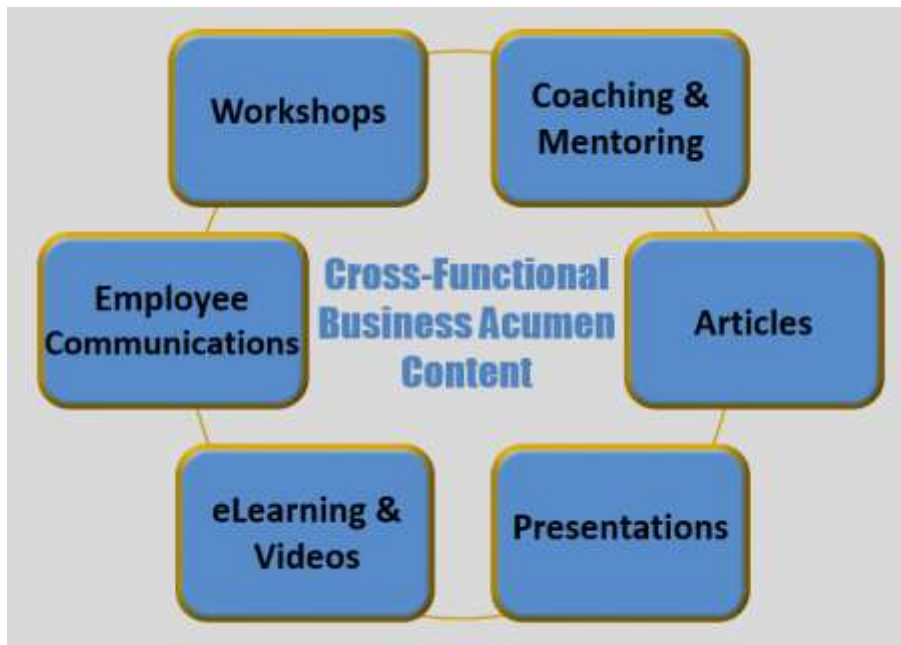 Workshops
Coaching &
Mentoring
Employee
Communications
Cross-Functional
Business Acumen
Content
Articles
eLearning &
Videos
Presentations